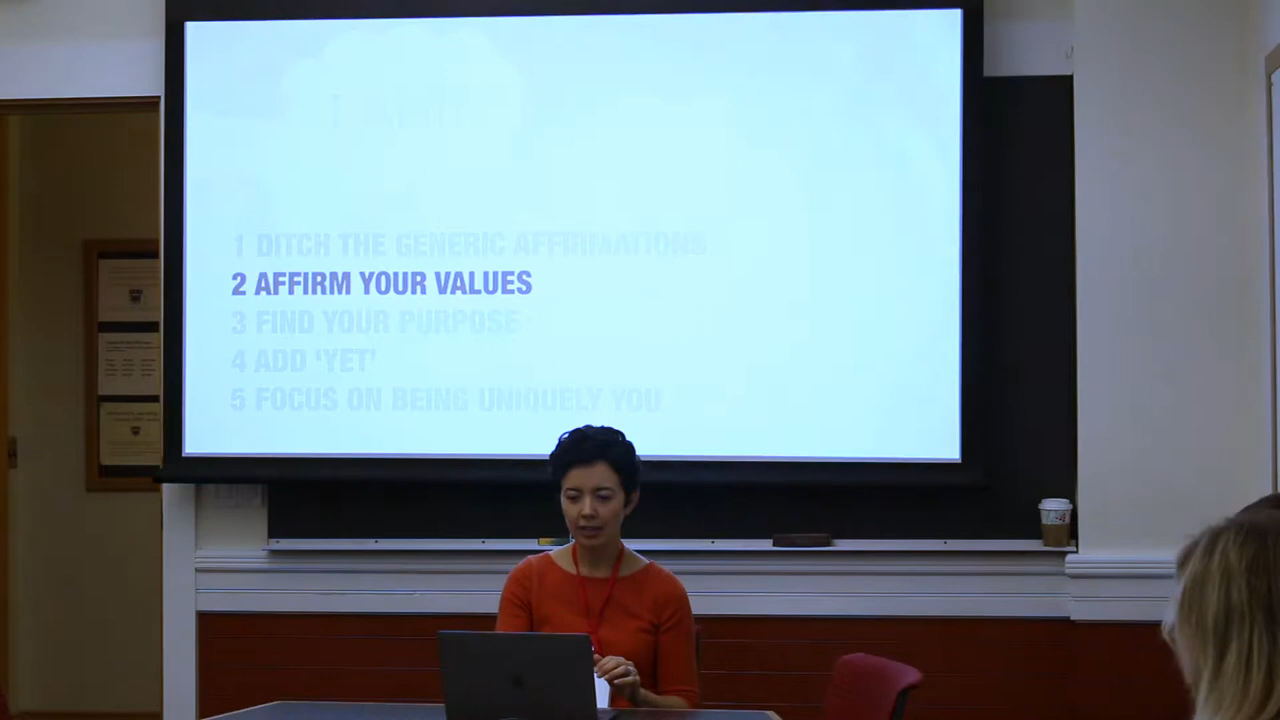 1 DITCH THE GENERIC AFFIRMATIONS
2 AFFIRM YOUR VALUES
3 FIND YOUR PURPOSE
4 ADD ‘YET’
5 FOCUS ON BEING UNIQUELY YOU